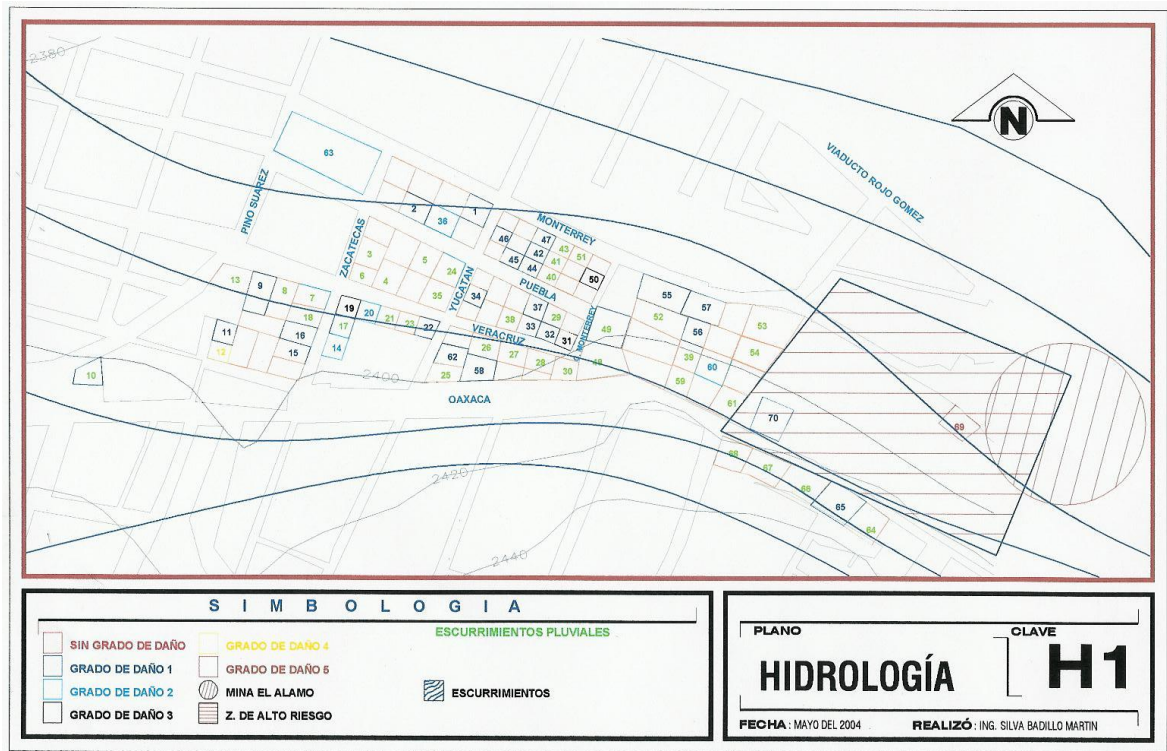 2380
N
VIADUCTO ROJO GOMEZ
63
PINO SUAREZ
ZACATECAS
2
36
1
MONTERREY
46
47
43
51
42
41
45
44
40
50
3
5
24
6
4
35
YUCATAN
PUEBLA
34
13
9
8
7
18
19
20
17
21
23
22
38
37
29
33
32
31
VERACRUZ
C. MONTERREY
49
48
55
57
52
56
53
54
39
60
59
61
11
12
16
15
14
10
62
26
27
28
25
58
30
2400
OAXACA
70
69
68
67
66
65
64
2420
2440
SIMBOLOGIA
ESCURRIMIENTOS PLUVIALES
SIN GRADO DE DAÑO
GRADO DE DAÑO 1
GRADO DE DAÑO 2
GRADO DE DAÑO 3
GRADO DE DAÑO 4
GRADO DE DAÑO 5
MINA EL ALAMO
Z. DE ALTO RIESGO
ESCURRIMIENTOS
PLANO
HIDROLOGÍA
CLAVE
H1
FECHA : MAYO DEL 2004
REALIZÓ : ING. SILVA BADILLO MARTIN